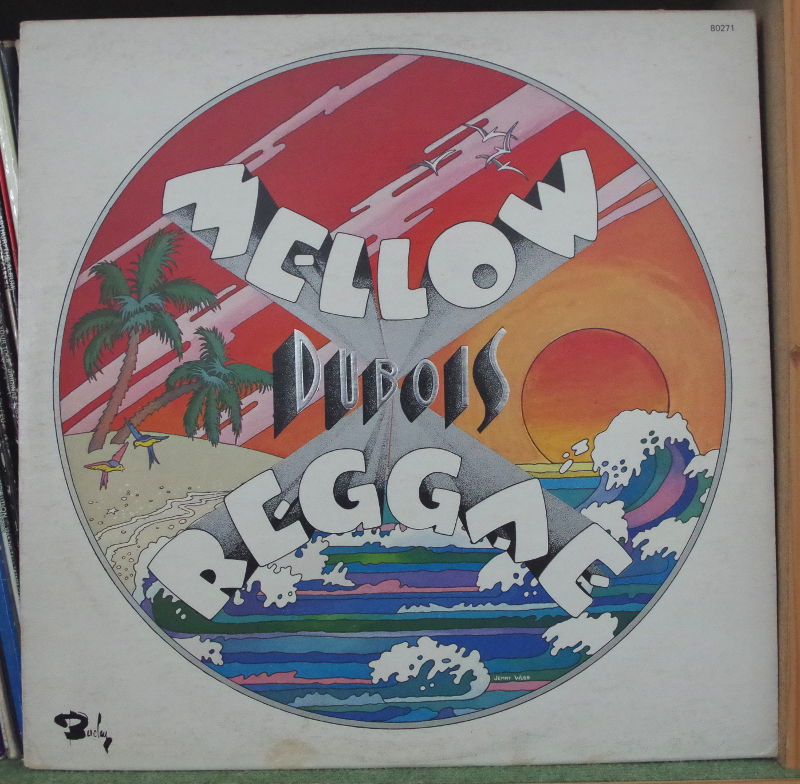 80271
MELLOW
DUBOIS
REGGAE
JERRY WEBB
Barclay